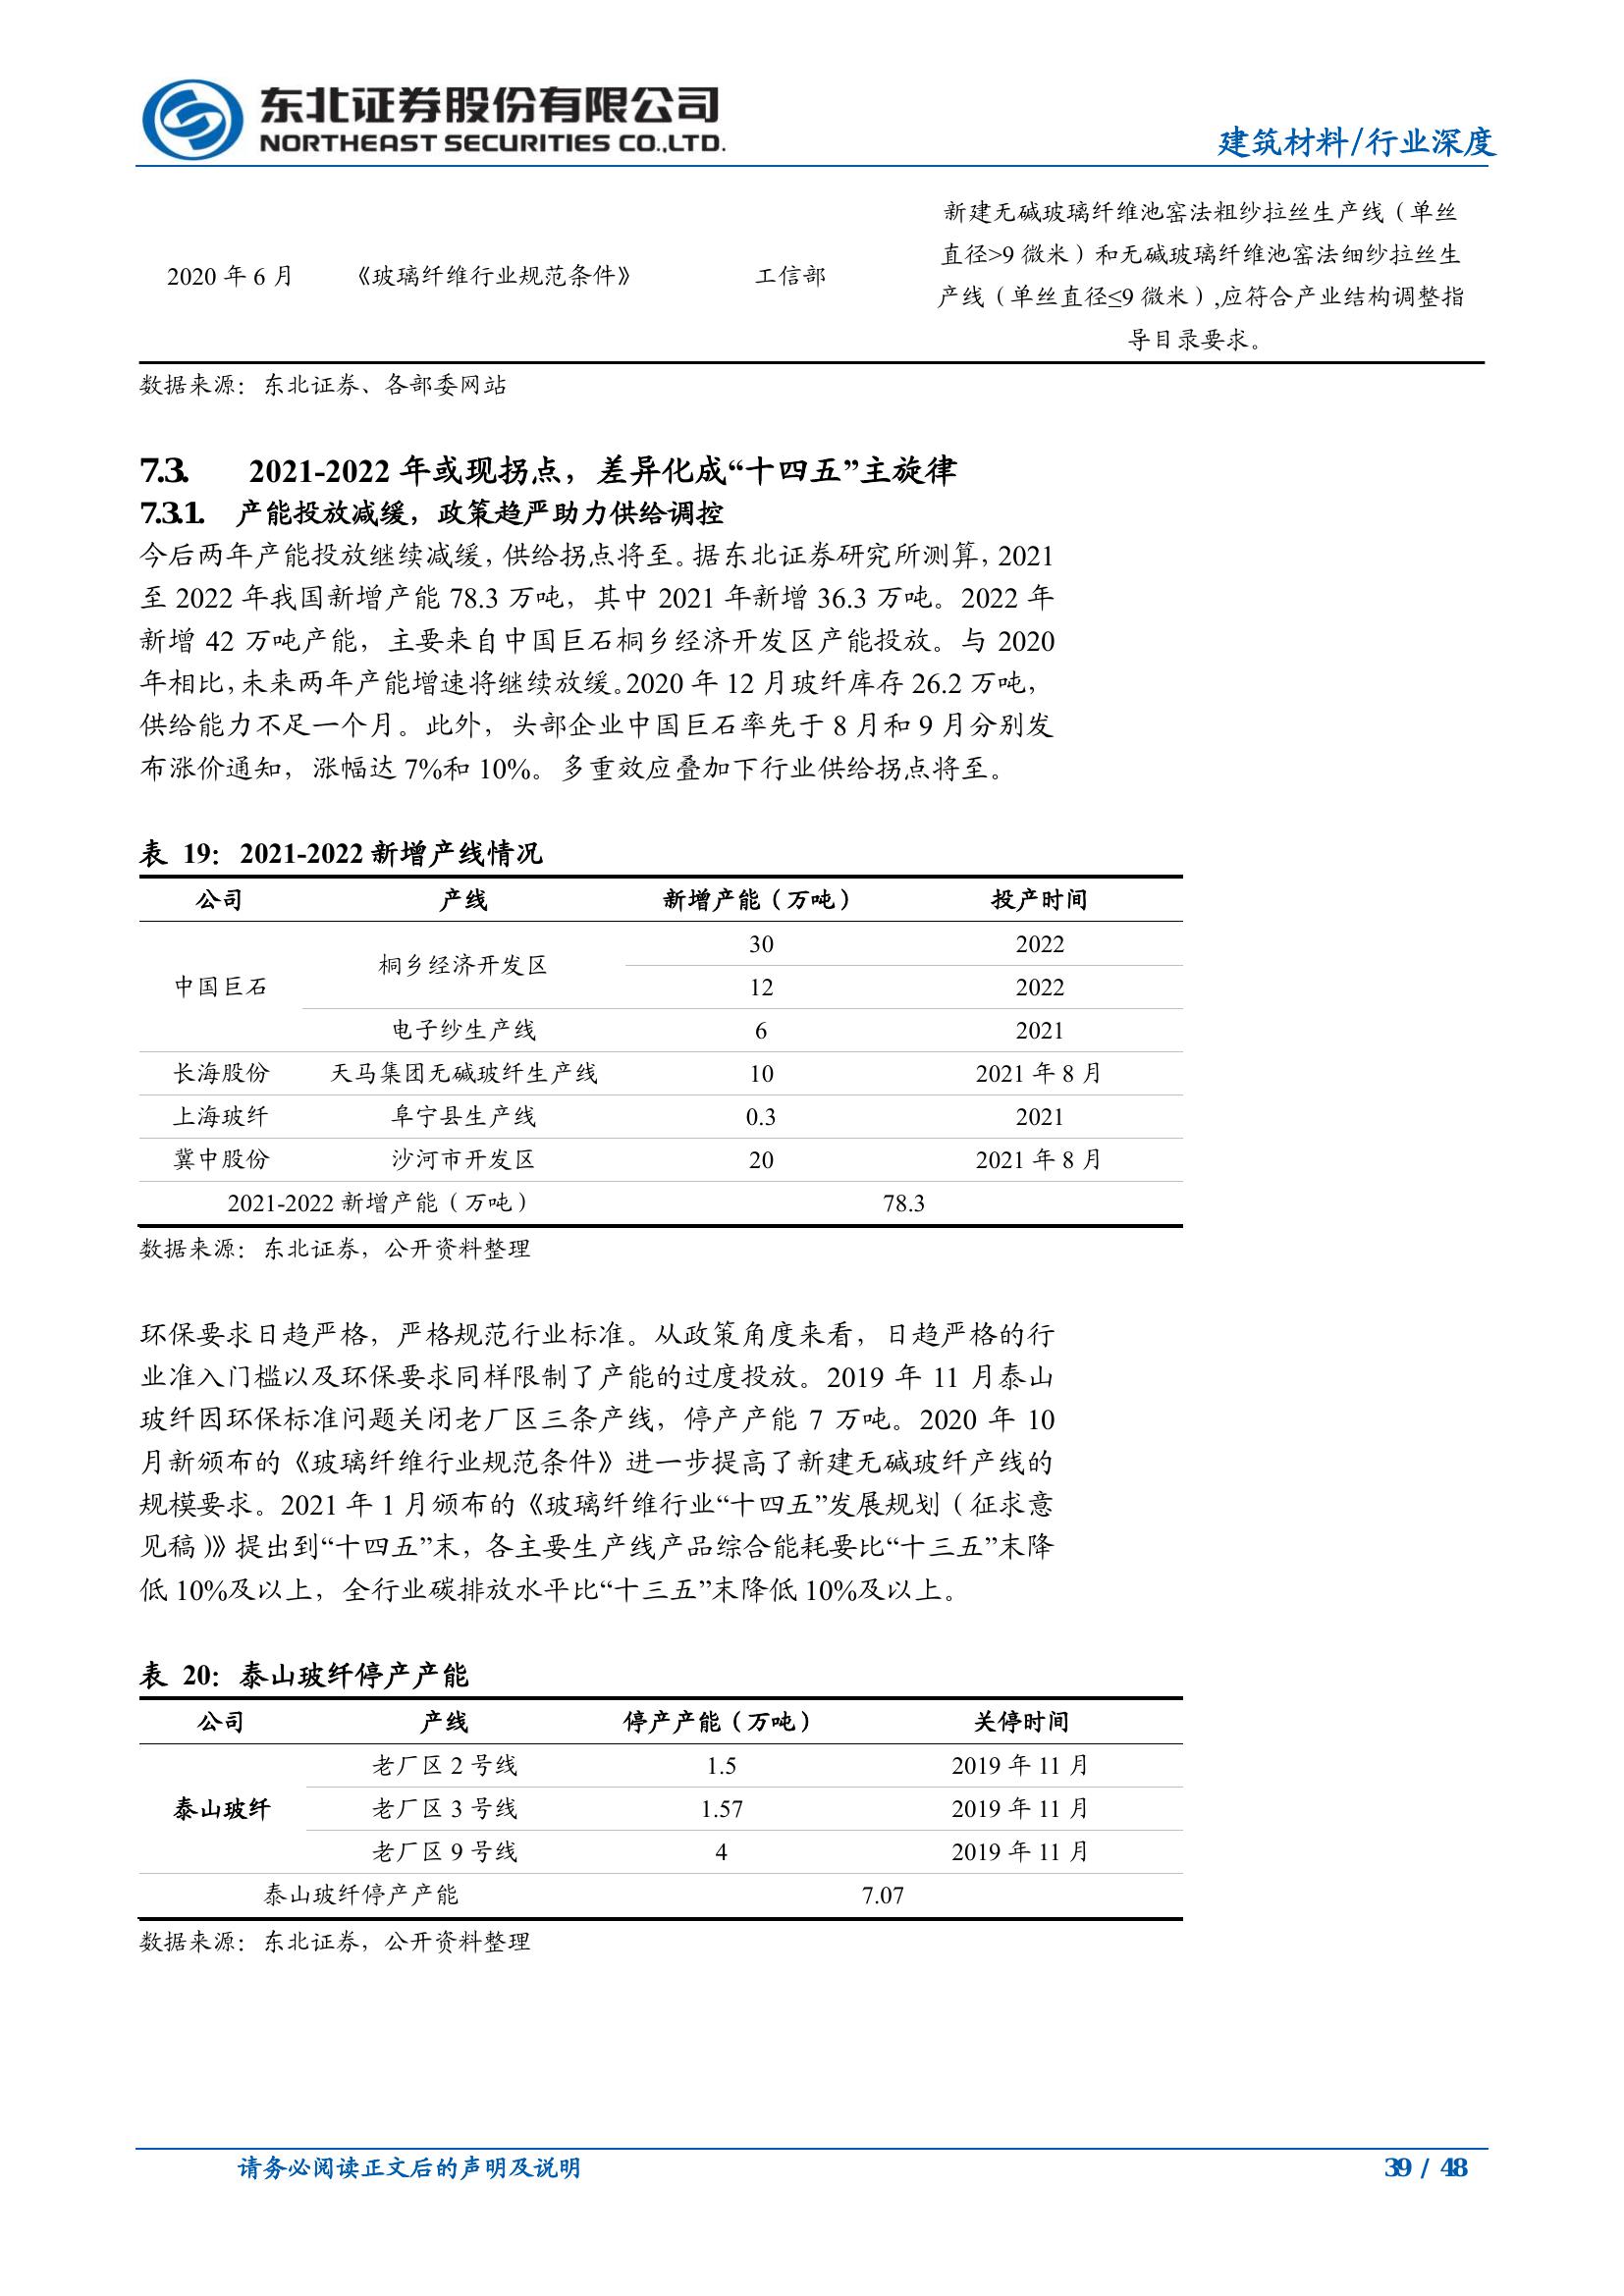 东北证券股份有限公司
NORTHEAST SECURITIES CO.,LTD.
建筑材料/行业深度
2020 年 6 月 《玻璃纤维行业规范条件》 工信部
新建无碱玻璃纤维池窑法粗纱拉丝生产线（单丝
直径>9 微米）和无碱玻璃纤维池窑法细纱拉丝生
产线（单丝直径≤9 微米）,应符合产业结构调整指
导目录要求。
数据来源：东北证券、各部委网站
7.3. 2021-2022 年或现拐点，差异化成“十四五”主旋律
7.3.1. 产能投放减缓，政策趋严助力供给调控
今后两年产能投放继续减缓，供给拐点将至。据东北证券研究所测算，2021
至 2022 年我国新增产能 78.3 万吨，其中 2021 年新增 36.3 万吨。2022 年
新增 42 万吨产能，主要来自中国巨石桐乡经济开发区产能投放。与 2020
年相比，未来两年产能增速将继续放缓。2020 年 12 月玻纤库存 26.2 万吨，
供给能力不足一个月。此外，头部企业中国巨石率先于 8 月和 9 月分别发
布涨价通知，涨幅达 7%和 10%。多重效应叠加下行业供给拐点将至。
表 19：2021-2022 新增产线情况
公司 产线 新增产能（万吨） 投产时间
中国巨石 桐乡经济开发区 30 2022
12 2022
电子纱生产线 6 2021
长海股份 天马集团无碱玻纤生产线 10 2021 年 8 月
上海玻纤 阜宁县生产线 0.3 2021
冀中股份 沙河市开发区 20 2021 年 8 月
2021-2022 新增产能（万吨） 78.3
数据来源：东北证券，公开资料整理
环保要求日趋严格，严格规范行业标准。从政策角度来看，日趋严格的行
业准入门槛以及环保要求同样限制了产能的过度投放。2019 年 11 月泰山
玻纤因环保标准问题关闭老厂区三条产线，停产产能 7 万吨。2020 年 10
月新颁布的《玻璃纤维行业规范条件》进一步提高了新建无碱玻纤产线的
规模要求。2021 年 1 月颁布的《玻璃纤维行业“十四五”发展规划（征求意
见稿）》提出到“十四五”末，各主要生产线产品综合能耗要比“十三五”末降
低 10%及以上，全行业碳排放水平比“十三五”末降低 10%及以上。
表 20：泰山玻纤停产产能
公司 产线 停产产能（万吨） 关停时间
泰山玻纤 老厂区 2 号线 1.5 2019 年 11 月
老厂区 3 号线 1.57 2019 年 11 月
老厂区 9 号线 4 2019 年 11 月
泰山玻纤停产产能 7.07
数据来源：东北证券，公开资料整理
请务必阅读正文后的声明及说明 39 / 48